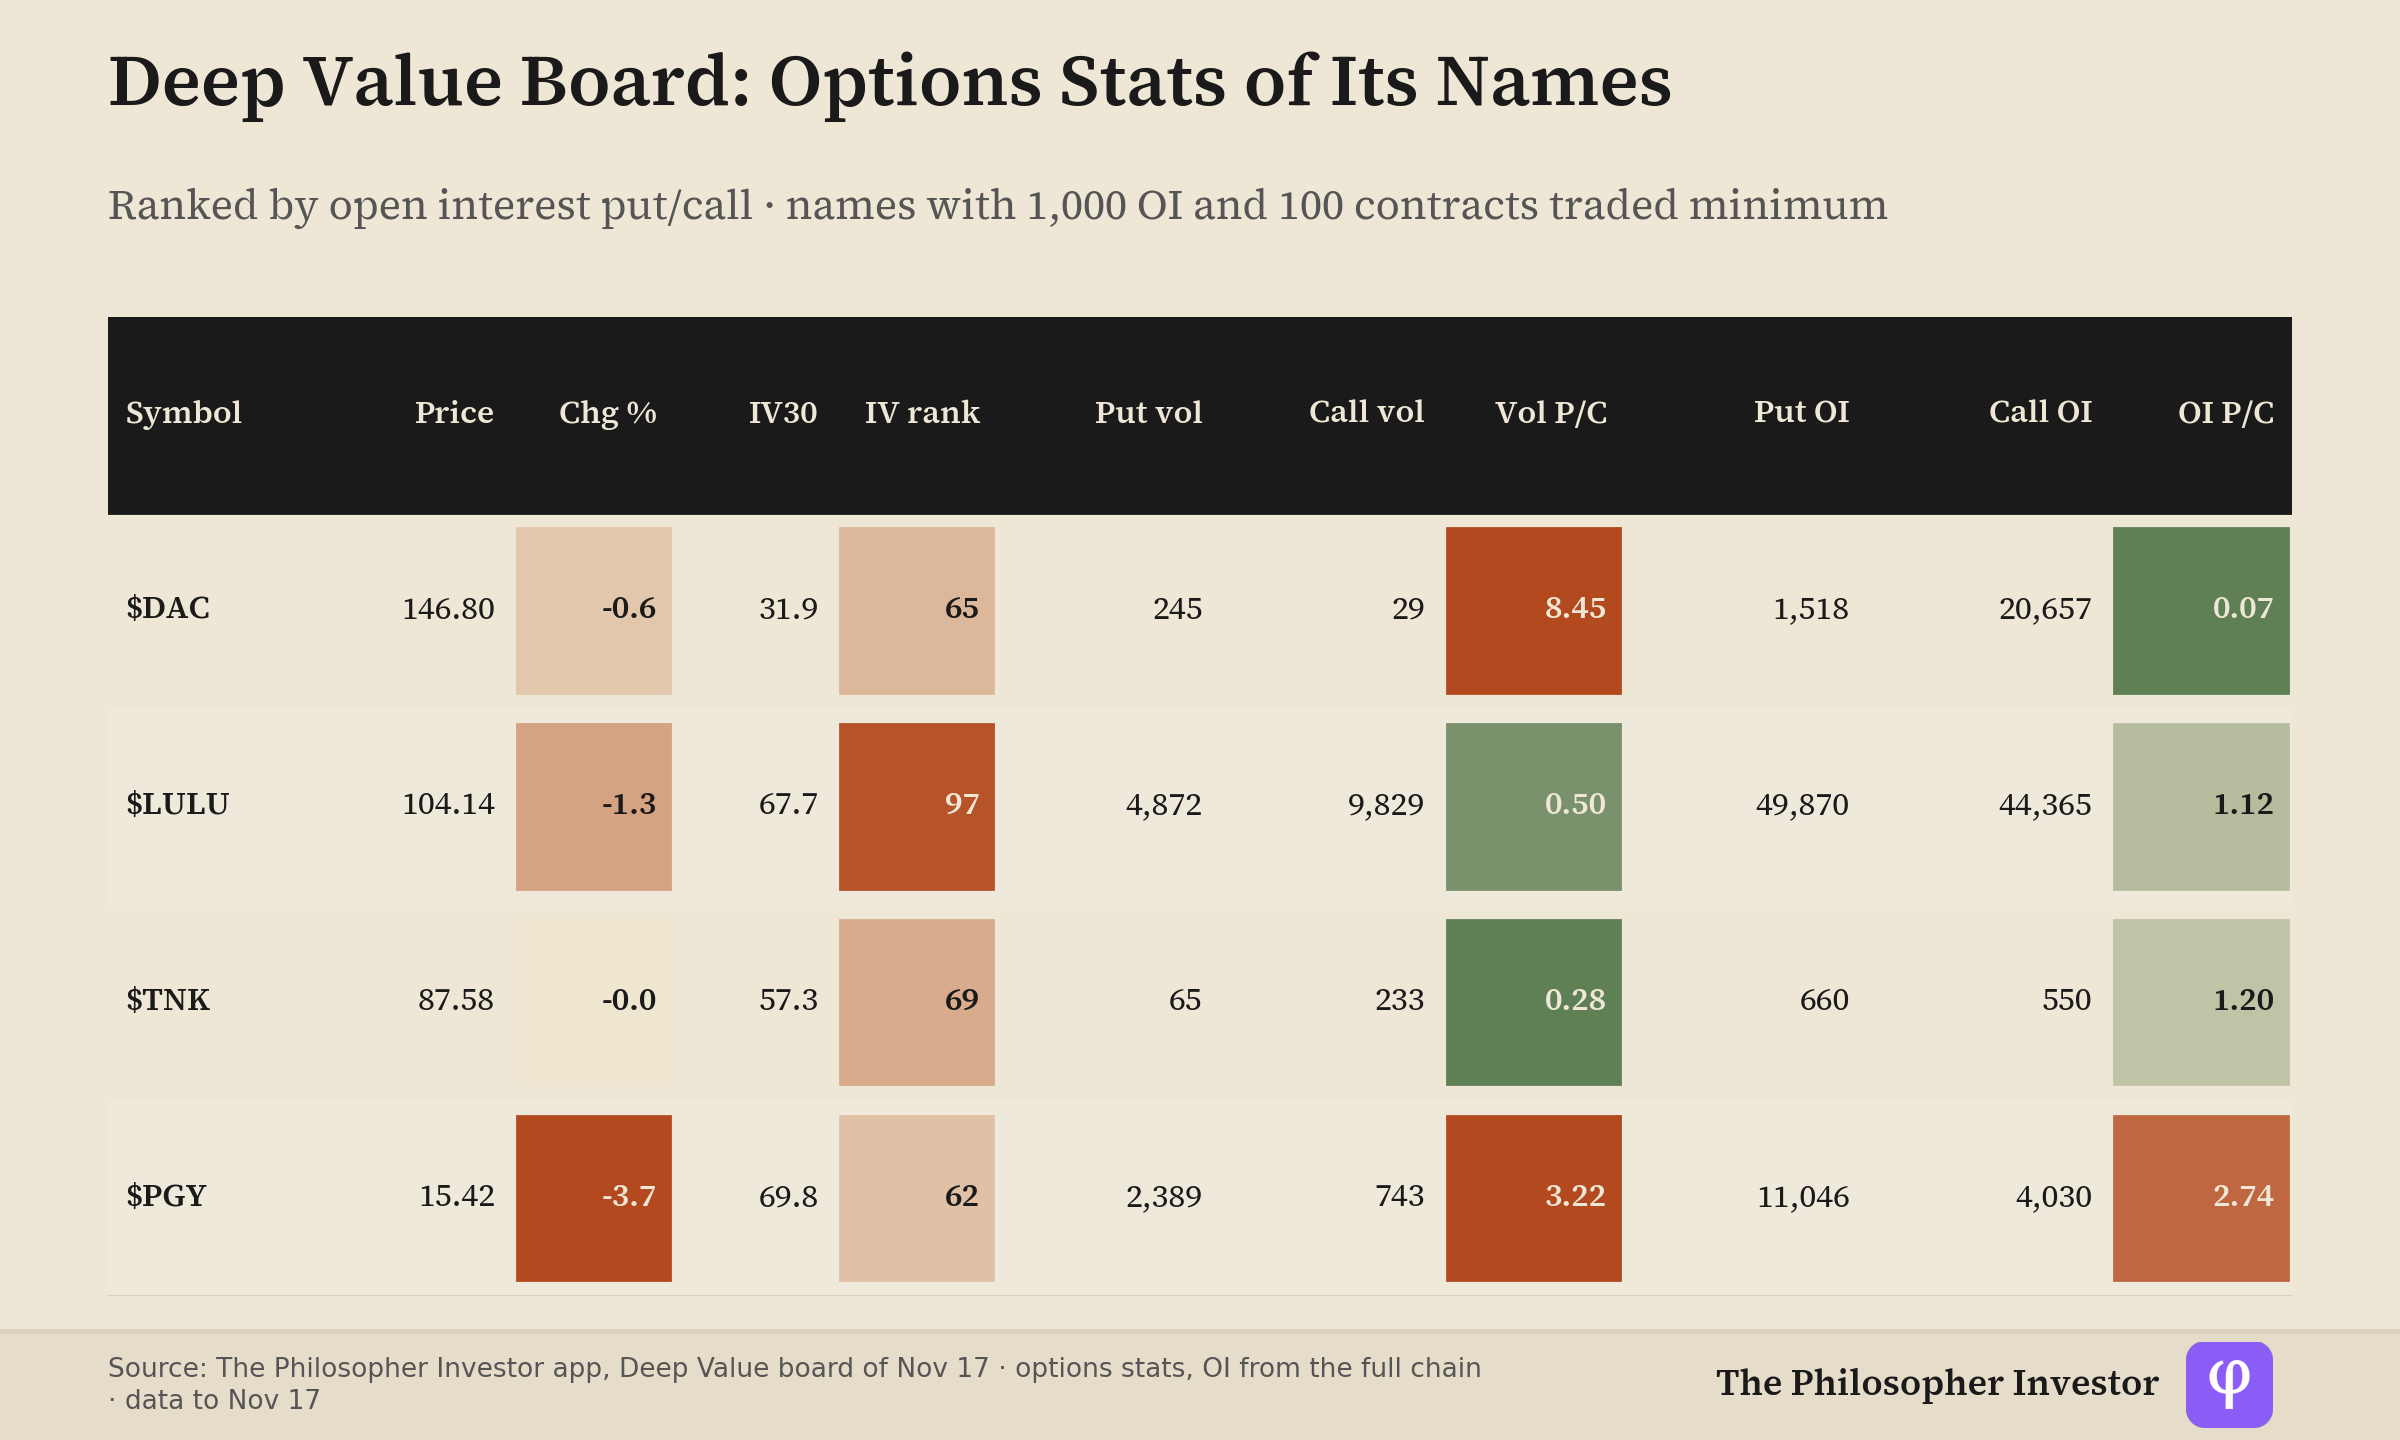 Deep Value Board: Options Stats of Its Names
Ranked by open interest put/call · names with 1,000 OI and 100 contracts traded minimum
Symbol Price Chg % IV30 IV rank Put vol Call vol Vol P/C Put OI Call OI OI P/C
$DAC 146.80 -0.6 31.9 65 245 29 8.45 1,518 20,657 0.07
$LULU 104.14 -1.3 67.7 97 4,872 9,829 0.50 49,870 44,365 1.12
$TNK 87.58 -0.0 57.3 69 65 233 0.28 660 550 1.20
$PGY 15.42 -3.7 69.8 62 2,389 743 3.22 11,046 4,030 2.74
Source: The Philosopher Investor app, Deep Value board of Nov 17 · options stats, OI from the full chain
· data to Nov 17
The Philosopher Investor φ